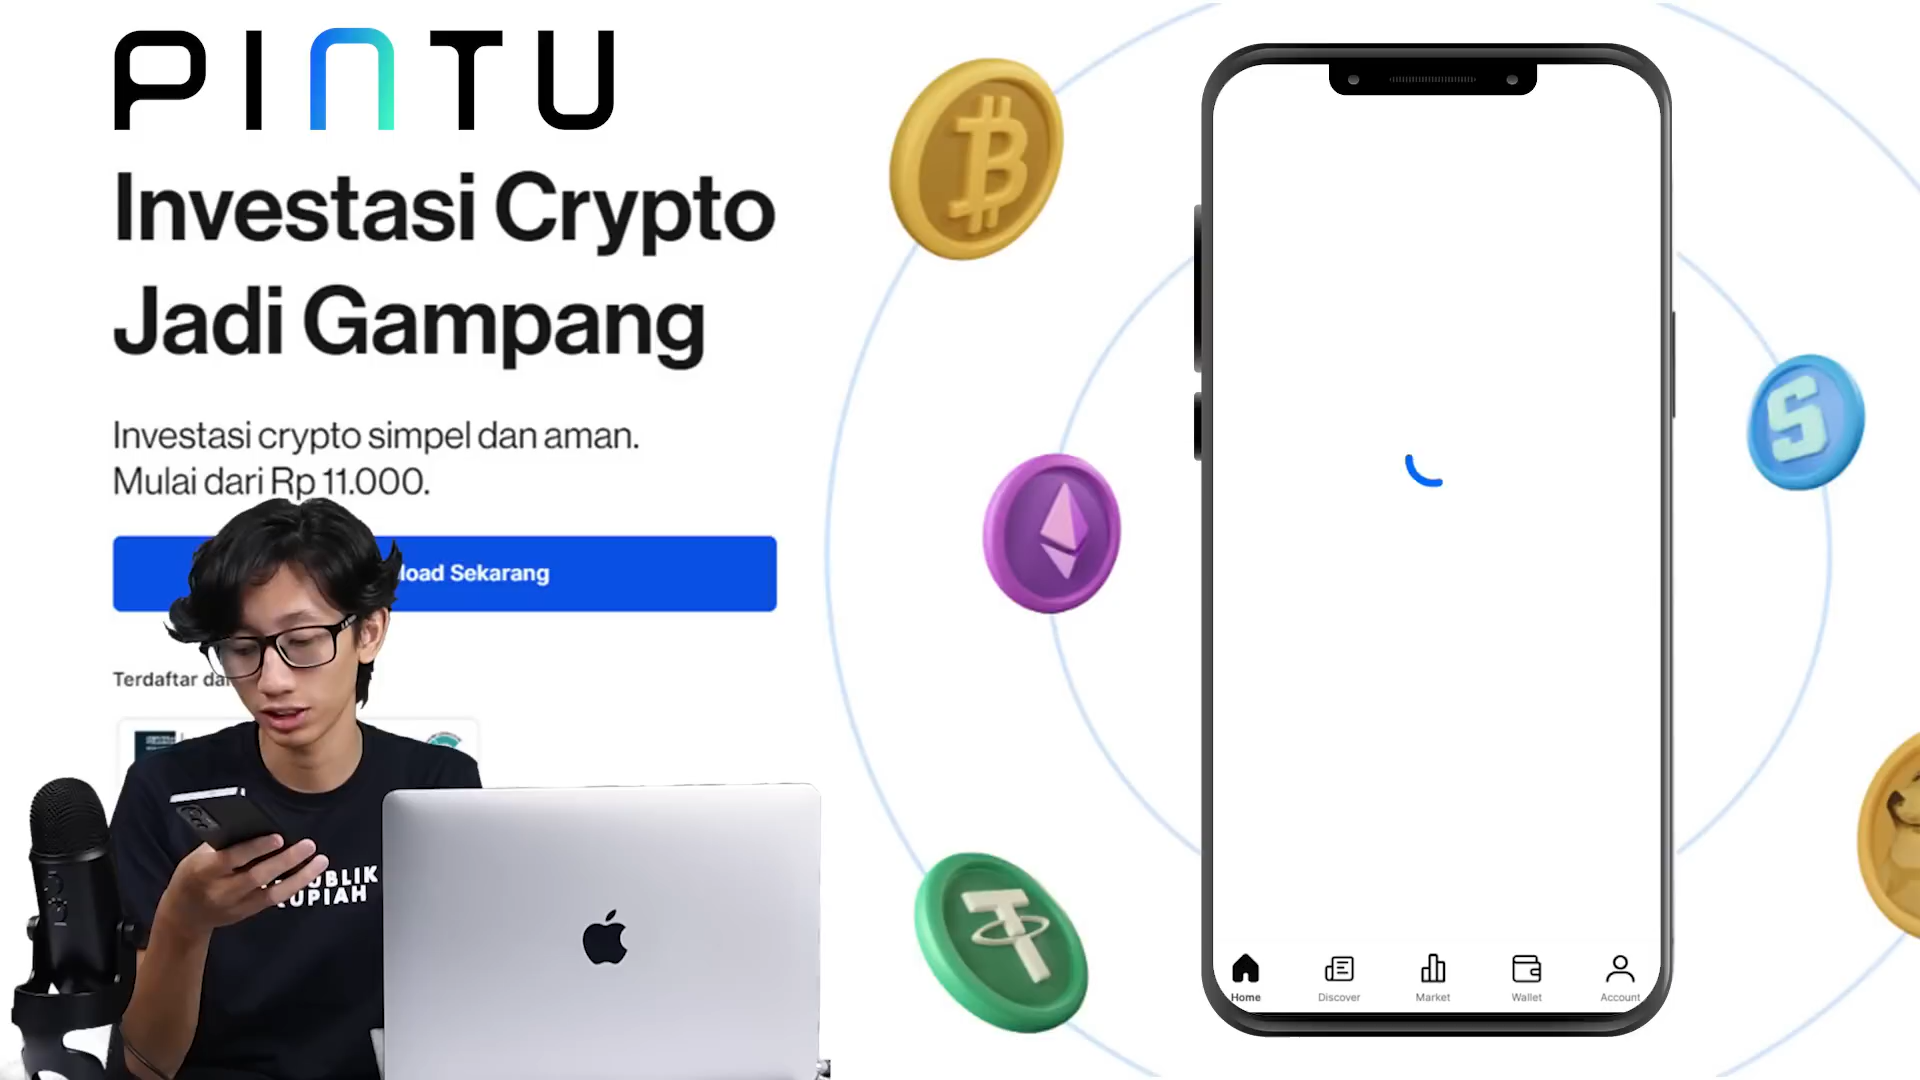 PINTU
Investasi Crypto
Jadi Gampang
Investasi crypto simpel dan aman.
Mulai dari Rp 11.000.
load Sekarang
Terdaftar dan
UBLIK
UPIAH
Home
Discover
Market
Wallet
Account